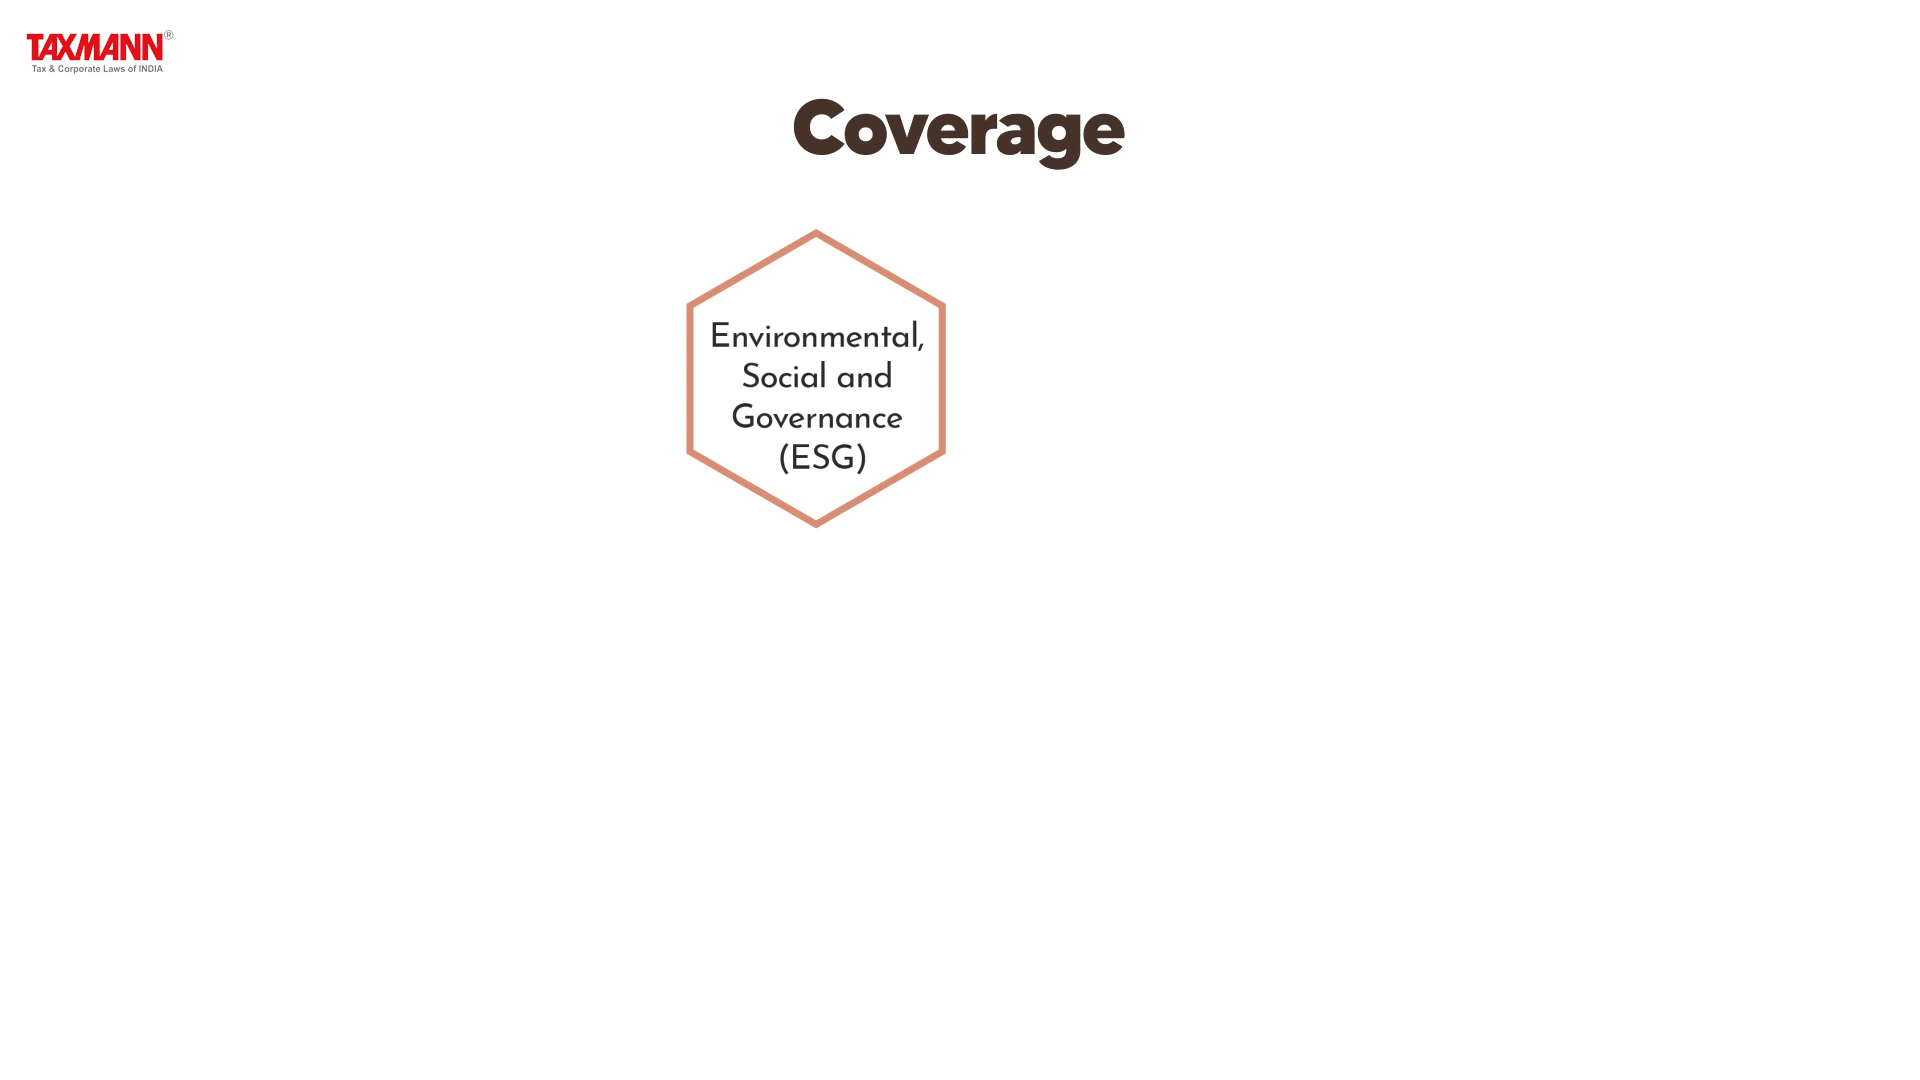 TAXMANN®
Tax & Corporate Laws of INDIA
Coverage
Environmental,
Social and
Governance
(ESG)